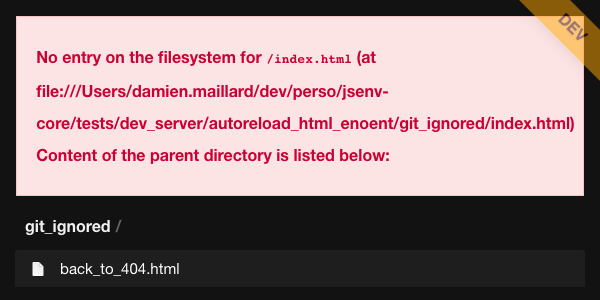 DEV
No entry on the filesystem for /index.html (at
file:///Users/damien.maillard/dev/perso/jsenv-
core/tests/dev_server/autoreload_html_enoent/git_ignored/index.html)
Content of the parent directory is listed below:
git_ignored /
back_to_404.html